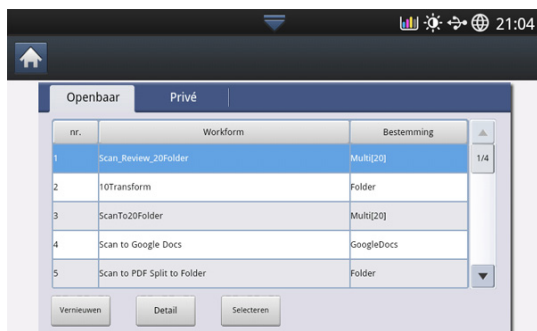 21:04
Openbaar Privé
nr. Workform Bestemming
1 Scan_Review_20Folder Multi[20] 1/4
2 10Transform Folder
3 ScanTo20Folder Multi[20]
4 Scan to Google Docs GoogleDocs
5 Scan to PDF Split to Folder Folder
Vernieuwen Detail Selecteren